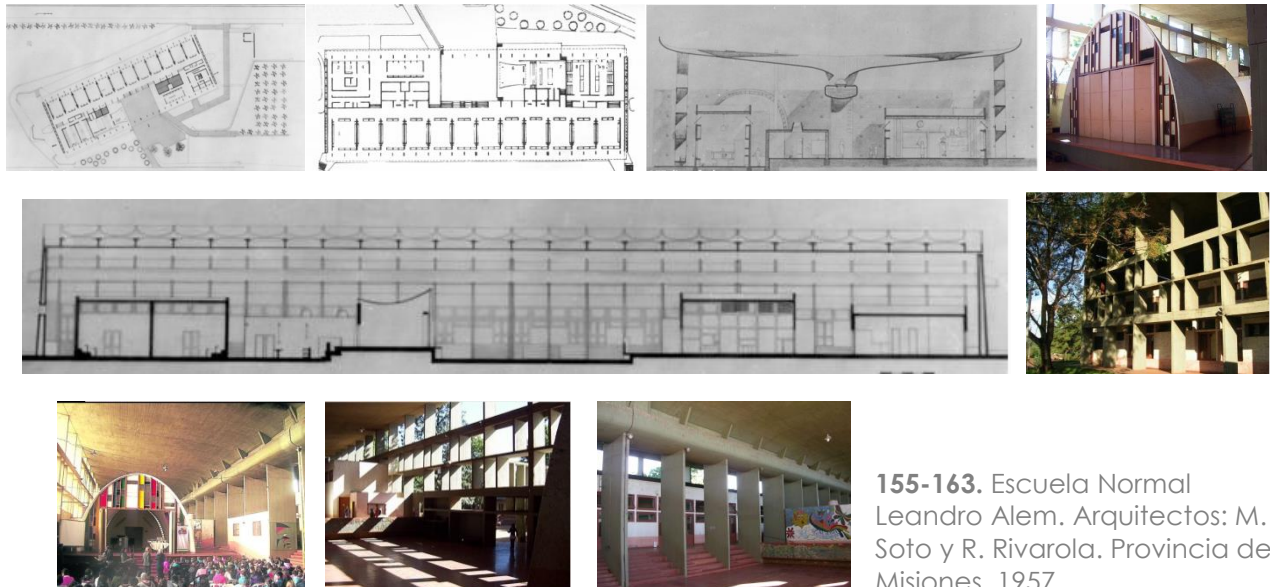 155-163. Escuela Normal
Leandro Alem. Arquitectos: M.
Soto y R. Rivarola. Provincia de
Misiones. 1957